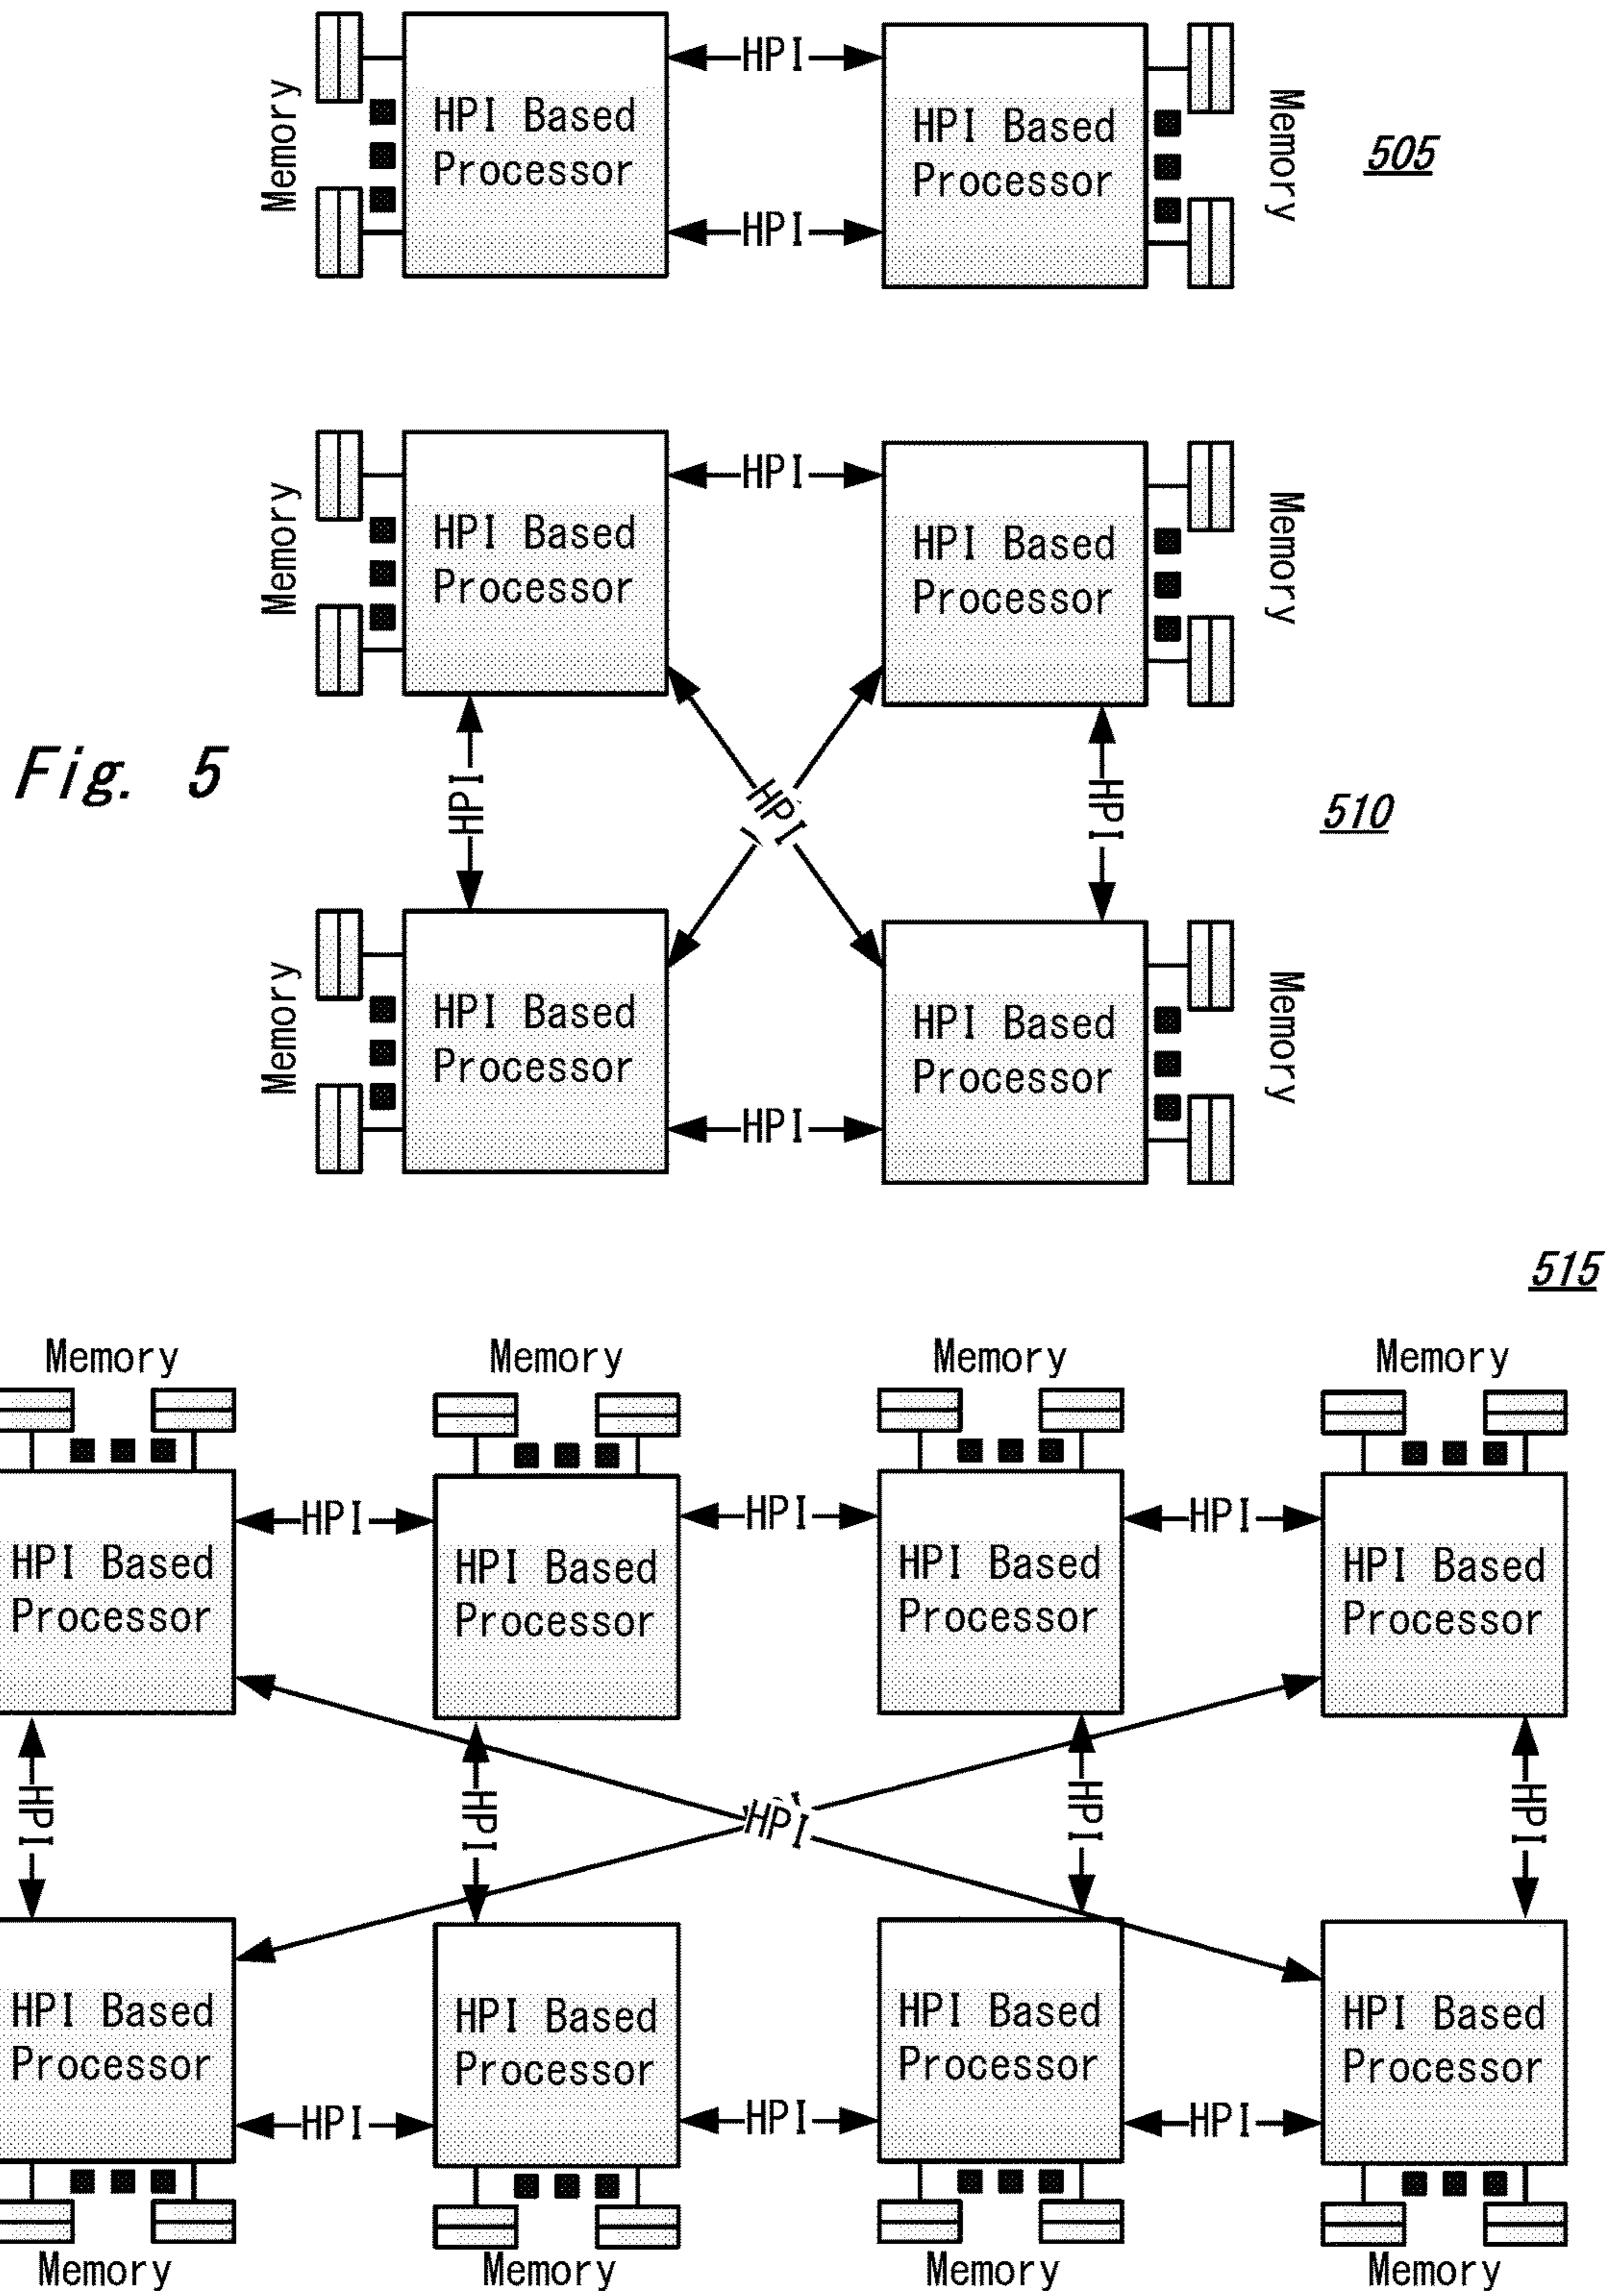 HPI
Memory
HPI Based
Processor
HPI Based
Processor
Memory
505
HPI
HPI
Memory
HPI Based
Processor
HPI Based
Processor
Memory
Fig. 5
HPI
HPI
HPI
510
Memory
HPI Based
Processor
HPI Based
Processor
Memory
HPI
515
Memory
Memory
Memory
Memory
HPI
HPI
HPI
HPI Based
Processor
HPI Based
Processor
HPI Based
Processor
HPI Based
Processor
HPI
HPI
HPI
HPI
HPI
HPI Based
Processor
HPI Based
Processor
HPI Based
Processor
HPI Based
Processor
HPI
HPI
HPI
Memory
Memory
Memory
Memory